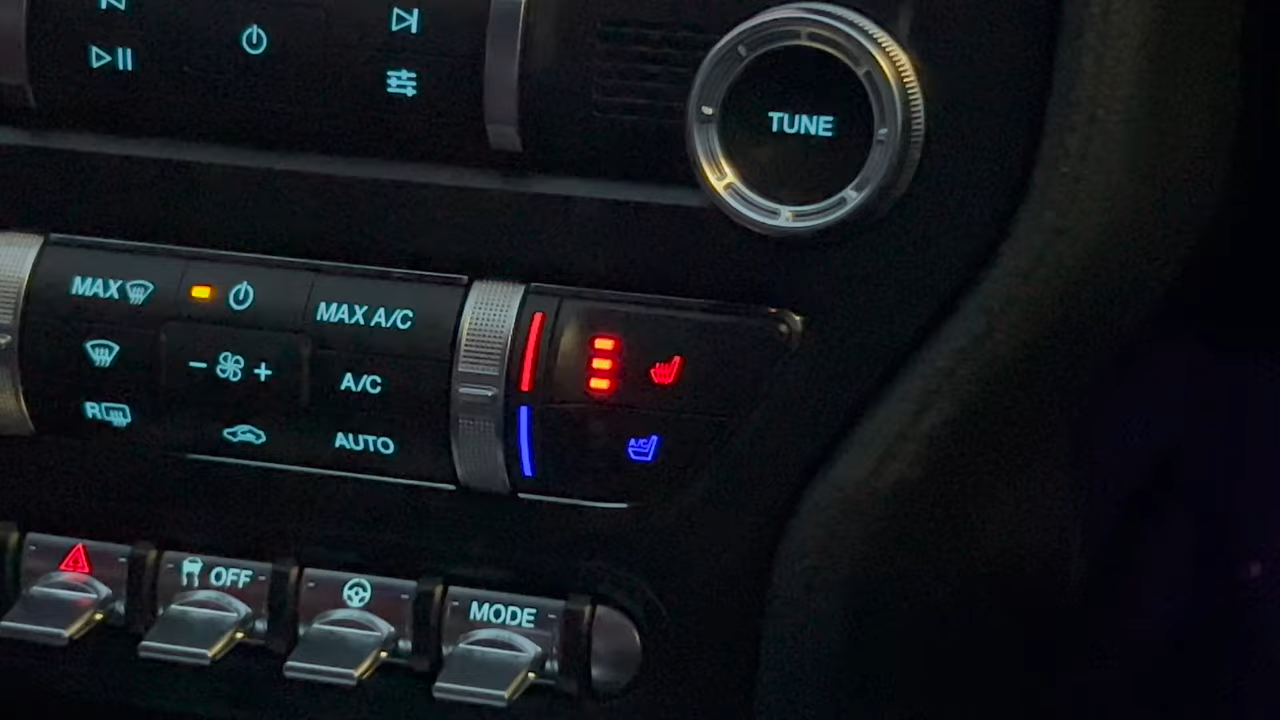 TUNE
MAX
MAX A/C
- +
A/C
R
AUTO
A/C
OFF
MODE